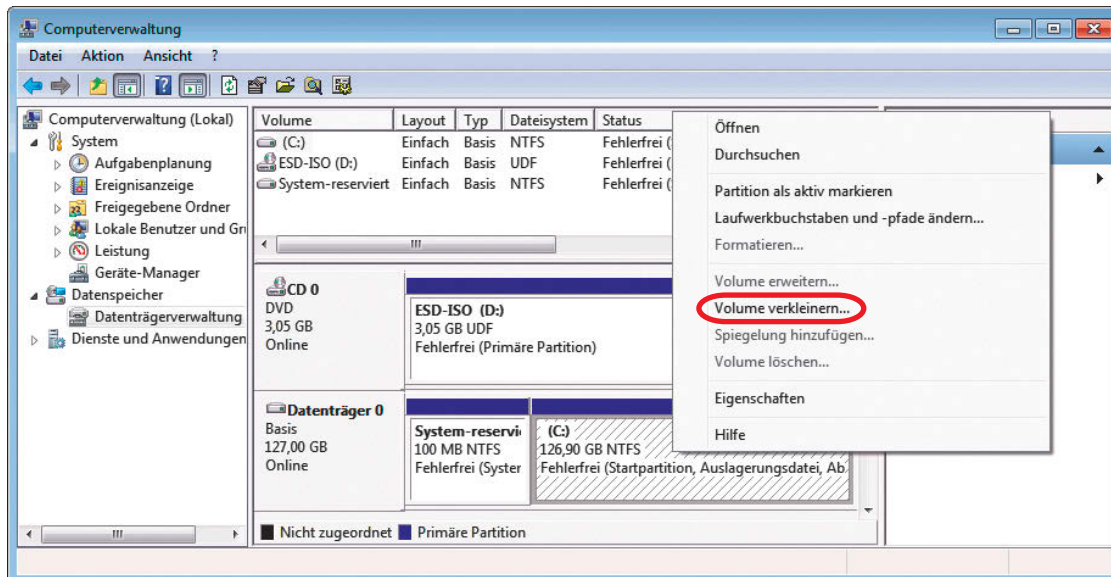 Computerverwaltung
Datei Aktion Ansicht ?
Computerverwaltung (Lokal)
System
Aufgabenplanung
Ereignisanzeige
Freigegebene Ordner
Lokale Benutzer und
Leistung
Geräte-Manager
Datenspeicher
Datenträgerverwaltung
Dienste und Anwendungen
Volume Layout Typ Dateisystem Status
(C:) Einfach Basis NTFS Fehlerfrei (
ESD-ISO (D:) Einfach Basis UDF Fehlerfrei (
System-reserviert Einfach Basis NTFS Fehlerfrei (
CD 0
DVD
3,05 GB
Online
ESD-ISO (D:)
3,05 GB UDF
Fehlerfrei (Primäre Partition)
Datenträger 0
Basis
127,00 GB
Online
System-reservi
100 MB NTFS
Fehlerfrei (Syster
(C:)
126,90 GB NTFS
Fehlerfrei (Startpartition, Auslagerungsdatei, Ab
Nicht zugeordnet Primäre Partition
Öffnen
Durchsuchen
Partition als aktiv markieren
Laufwerkbuchstaben und -pfade ändern...
Formatieren...
Volume erweitern...
Volume verkleinern...
Spiegelung hinzufügen...
Volume löschen...
Eigenschaften
Hilfe